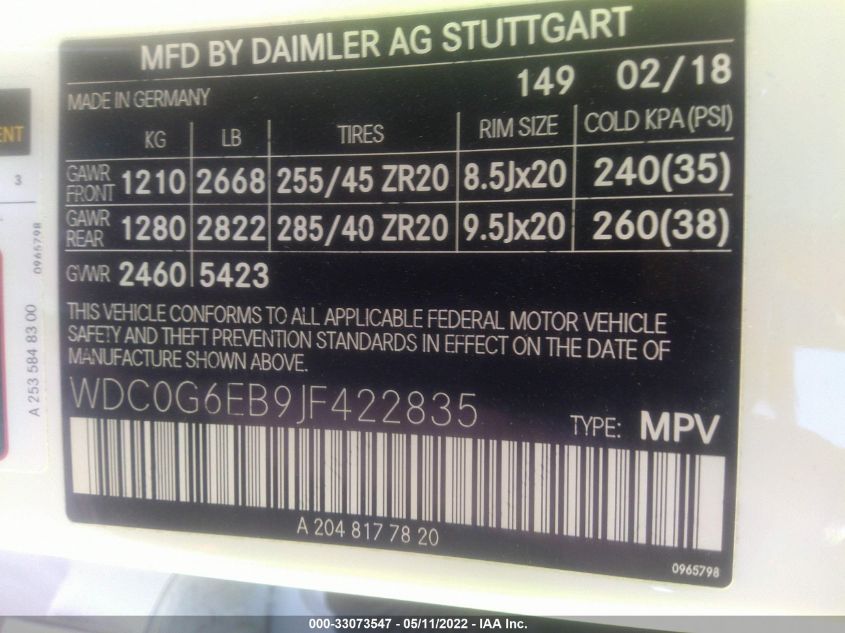 MFD BY DAIMLER AG STUTTGART
149 02/18
MADE IN GERMANY
KG LB TIRES RIM SIZE COLD KPA (PSI)
GAWR FRONT 1210 2668 255/45 ZR20 8.5Jx20 240(35)
GAWR REAR 1280 2822 285/40 ZR20 9.5Jx20 260(38)
GVWR 2460 5423
THIS VEHICLE CONFORMS TO ALL APPLICABLE FEDERAL MOTOR VEHICLE
SAFETY AND THEFT PREVENTION STANDARDS IN EFFECT ON THE DATE OF
MANUFACTURE SHOWN ABOVE.
WDC0G6EB9JF422835
TYPE: MPV
A 204 817 78 20
0965798
ENT
3
0965798
A 253 584 83 00
000-33073547 - 05/11/2022 - IAA Inc.